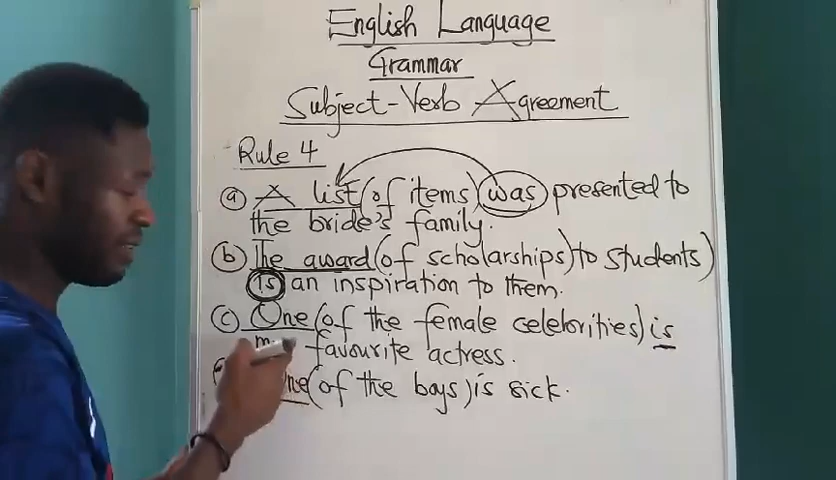 English Language
Grammar
Subject-Verb Agreement
Rule 4
ⓐ A list (of items) was presented to
the bride's family.
ⓑ The award (of scholarships) to students)
is an inspiration to them.
ⓒ One (of the female celebrities) is
favourite actress.
(of the boys) is sick.